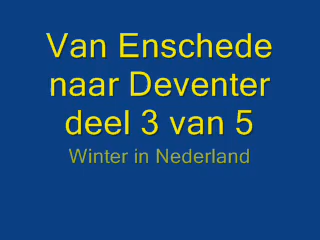 Van Enschede
naar Deventer
deel 3 van 5
Winter in Nederland